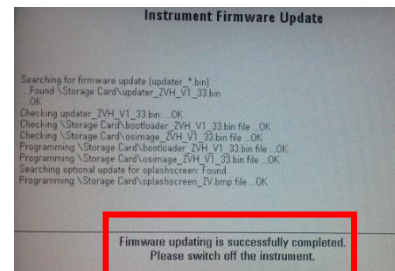 Instrument Firmware Update
Searching for firmware update (updater_*.bin)
...Found \Storage Card\updater_ZVH_V1_33.bin
...OK
Checking updater_ZVH_V1_33.bin: ...OK
Checking \Storage Card\bootloader_ZVH_V1_33.bin file ...OK
Checking \Storage Card\osimage_ZVH_V1_33.bin file ...OK
Programming \Storage Card\bootloader_ZVH_V1_33.bin file ...OK
Programming \Storage Card\osimage_ZVH_V1_33.bin file ...OK
Searching optional update for splashscreen: Found
Programming \Storage Card\splashscreen_ZV.bmp file ...OK
Firmware updating is successfully completed.
Please switch off the instrument.